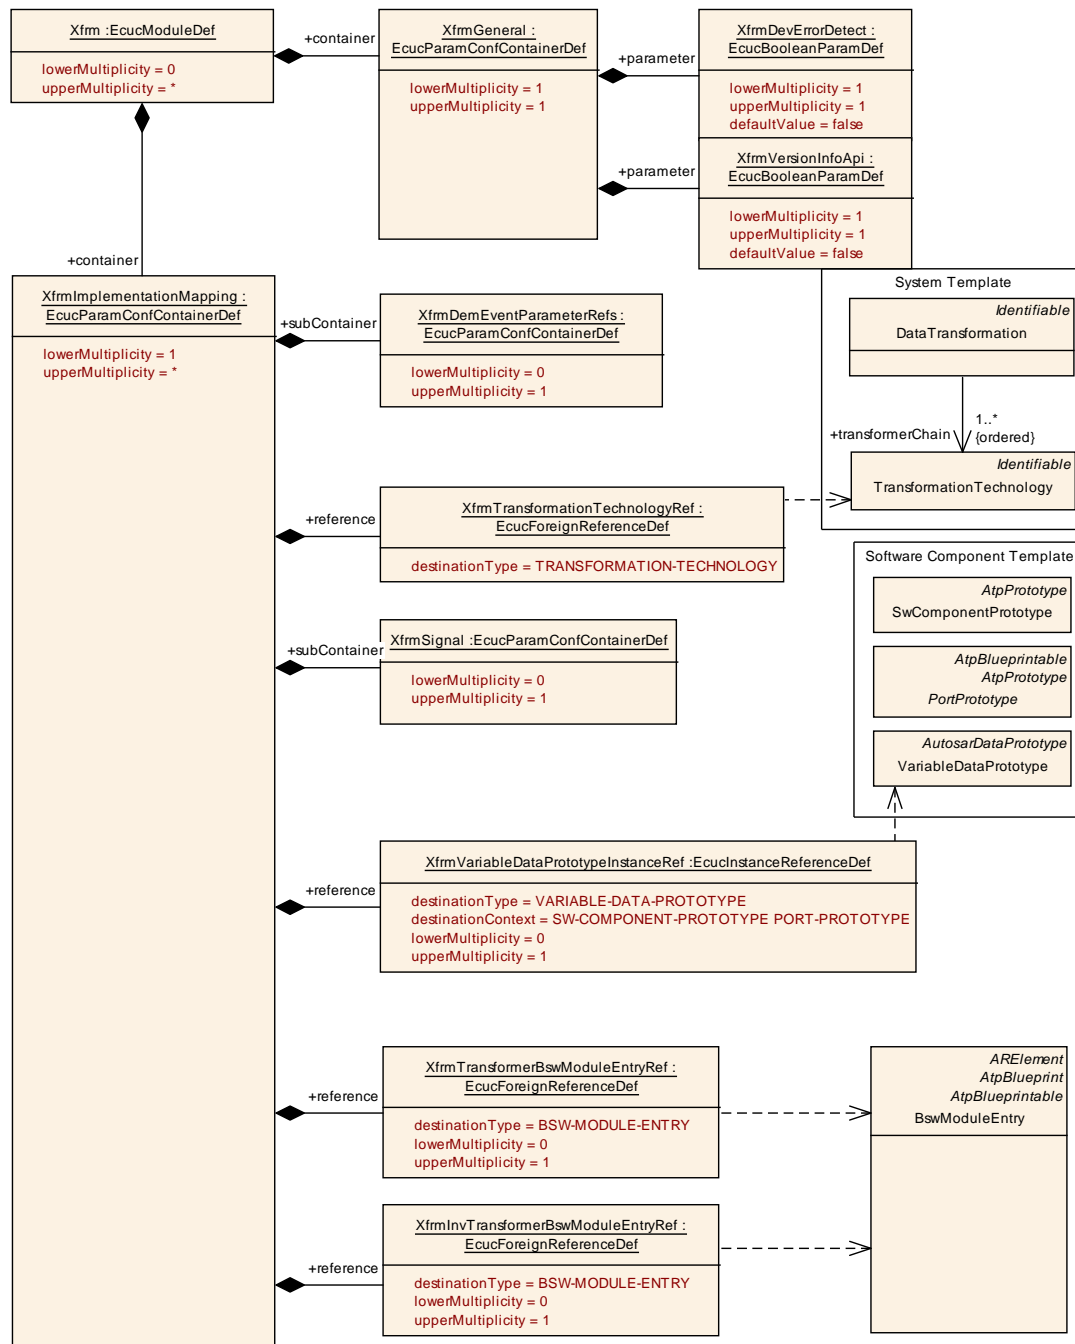 Xfrm :EcucModuleDef
lowerMultiplicity = 0
upperMultiplicity = *
+container
XfrmGeneral :
EcucParamConfContainerDef
lowerMultiplicity = 1
upperMultiplicity = 1
+parameter
XfrmDevErrorDetect :
EcucBooleanParamDef
lowerMultiplicity = 1
upperMultiplicity = 1
defaultValue = false
+parameter
XfrmVersionInfoApi :
EcucBooleanParamDef
lowerMultiplicity = 1
upperMultiplicity = 1
defaultValue = false
+container
XfrmImplementationMapping :
EcucParamConfContainerDef
lowerMultiplicity = 1
upperMultiplicity = *
+subContainer
XfrmDemEventParameterRefs :
EcucParamConfContainerDef
lowerMultiplicity = 0
upperMultiplicity = 1
System Template
Identifiable
DataTransformation
+transformerChain
1..*
{ordered}
Identifiable
TransformationTechnology
+reference
XfrmTransformationTechnologyRef :
EcucForeignReferenceDef
destinationType = TRANSFORMATION-TECHNOLOGY
Software Component Template
AtpPrototype
SwComponentPrototype
AtpBlueprintable
AtpPrototype
PortPrototype
AutosarDataPrototype
VariableDataPrototype
+subContainer
XfrmSignal :EcucParamConfContainerDef
lowerMultiplicity = 0
upperMultiplicity = 1
+reference
XfrmVariableDataPrototypeInstanceRef :EcucInstanceReferenceDef
destinationType = VARIABLE-DATA-PROTOTYPE
destinationContext = SW-COMPONENT-PROTOTYPE PORT-PROTOTYPE
lowerMultiplicity = 0
upperMultiplicity = 1
+reference
XfrmTransformerBswModuleEntryRef :
EcucForeignReferenceDef
destinationType = BSW-MODULE-ENTRY
lowerMultiplicity = 0
upperMultiplicity = 1
ARElement
AtpBlueprint
AtpBlueprintable
BswModuleEntry
+reference
XfrmInvTransformerBswModuleEntryRef :
EcucForeignReferenceDef
destinationType = BSW-MODULE-ENTRY
lowerMultiplicity = 0
upperMultiplicity = 1